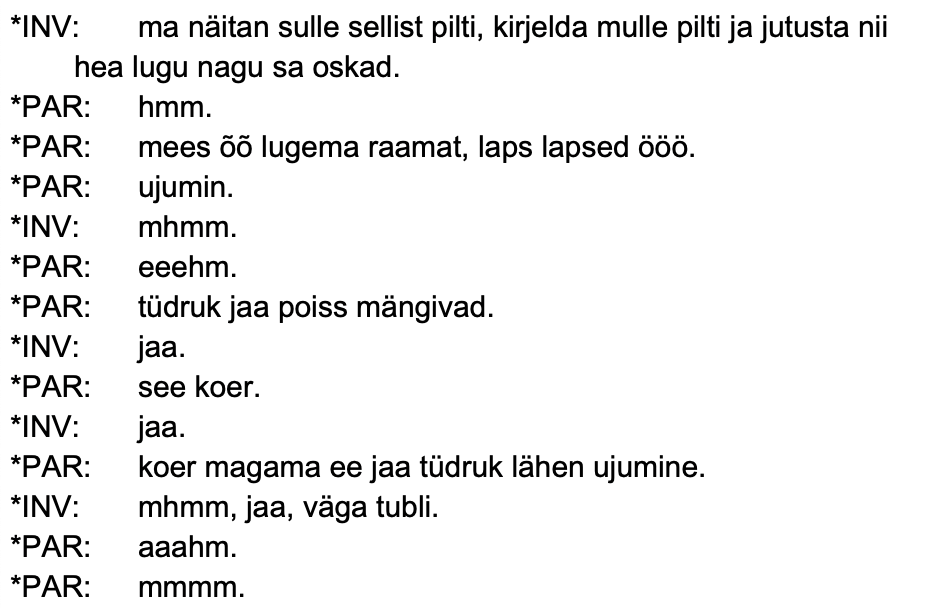 *INV: ma näitan sulle sellist pilti, kirjelda mulle pilti ja jutusta nii
hea lugu nagu sa oskad.
*PAR: hmm.
*PAR: mees õõ lugema raamat, laps lapsed ööö.
*PAR: ujumin.
*INV: mhmm.
*PAR: eeehm.
*PAR: tüdruk jaa poiss mängivad.
*INV: jaa.
*PAR: see koer.
*INV: jaa.
*PAR: koer magama ee jaa tüdruk lähen ujumine.
*INV: mhmm, jaa, väga tubli.
*PAR: aaahm.
*PAR: mmmm.